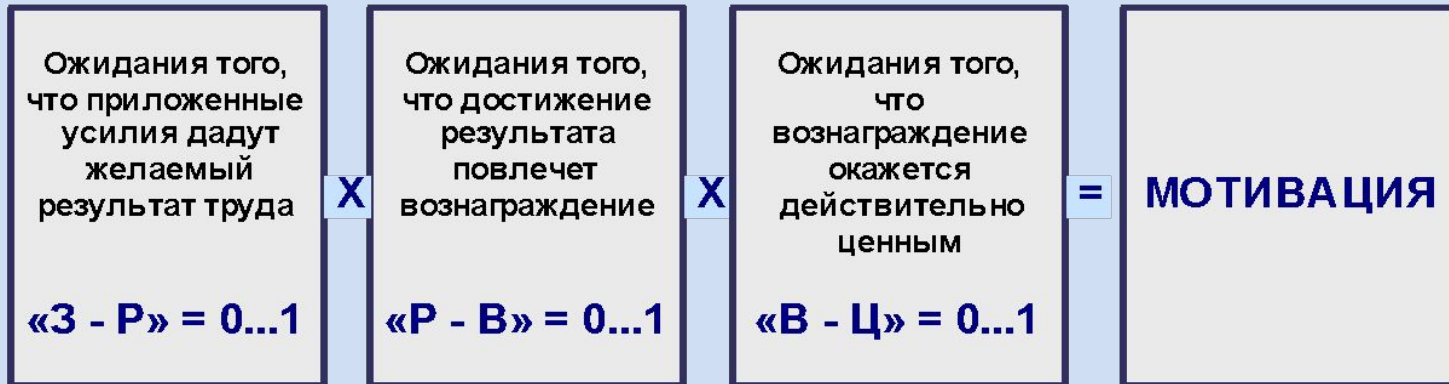 Ожидания того,
что приложенные
усилия дадут
желаемый
результат труда
«З - Р» = 0...1
X
Ожидания того,
что достижение
результата
повлечет
вознаграждение
«Р - В» = 0...1
X
Ожидания того,
что
вознаграждение
окажется
действительно
ценным
«В - Ц» = 0...1
=
МОТИВАЦИЯ